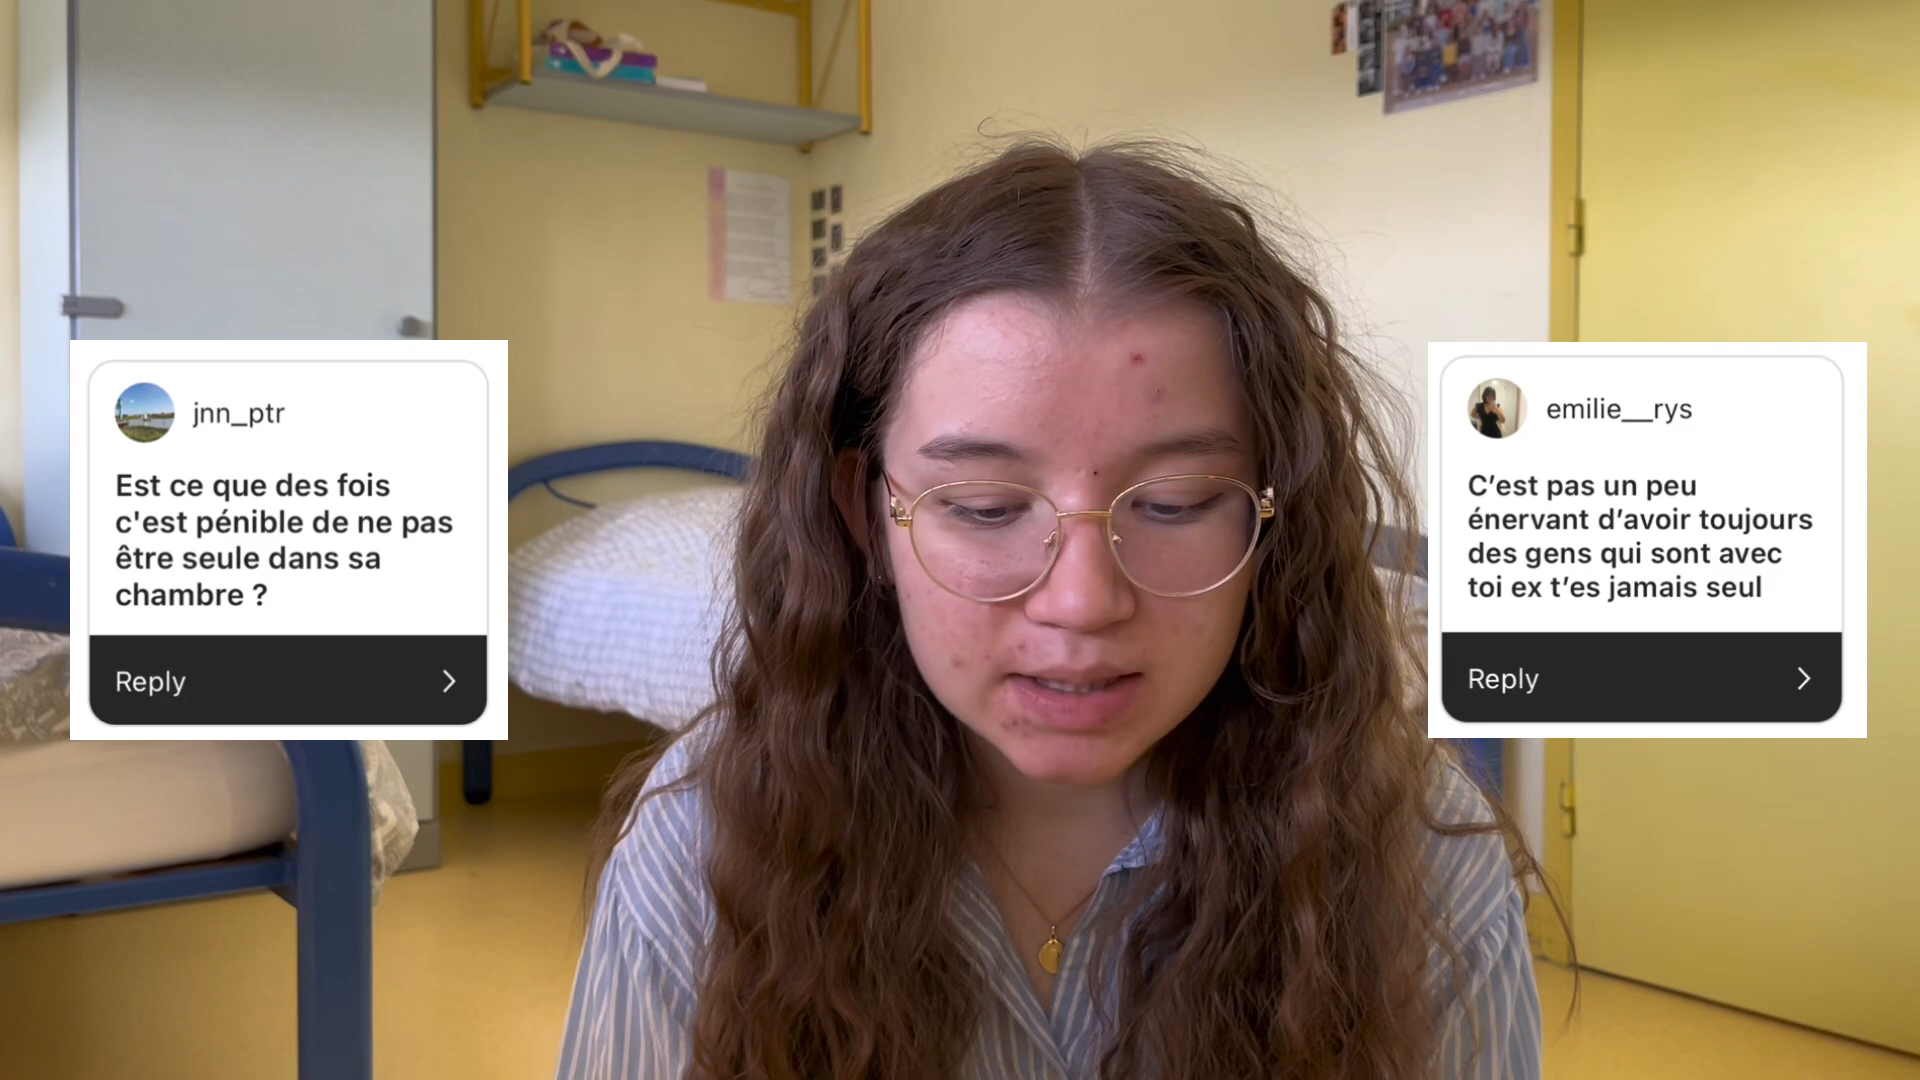 jnn_ptr
Est ce que des fois
c'est pénible de ne pas
être seule dans sa
chambre ?
Reply
emilie__rys
C’est pas un peu
énervant d’avoir toujours
des gens qui sont avec
toi ex t’es jamais seul
Reply